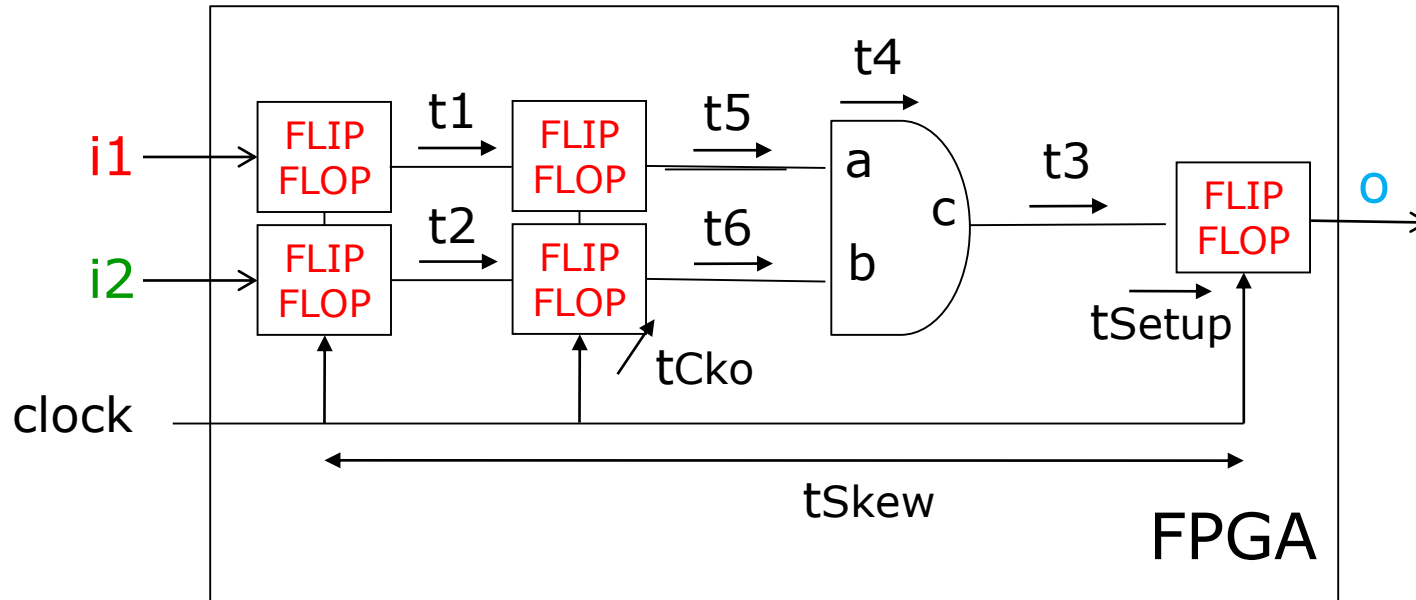 t4
t1
t5
FLIP
FLOP
FLIP
FLOP
i1
a
t3
FLIP
FLOP
o
t2
t6
c
FLIP
FLOP
FLIP
FLOP
i2
b
tSetup
tCko
clock
tSkew
FPGA